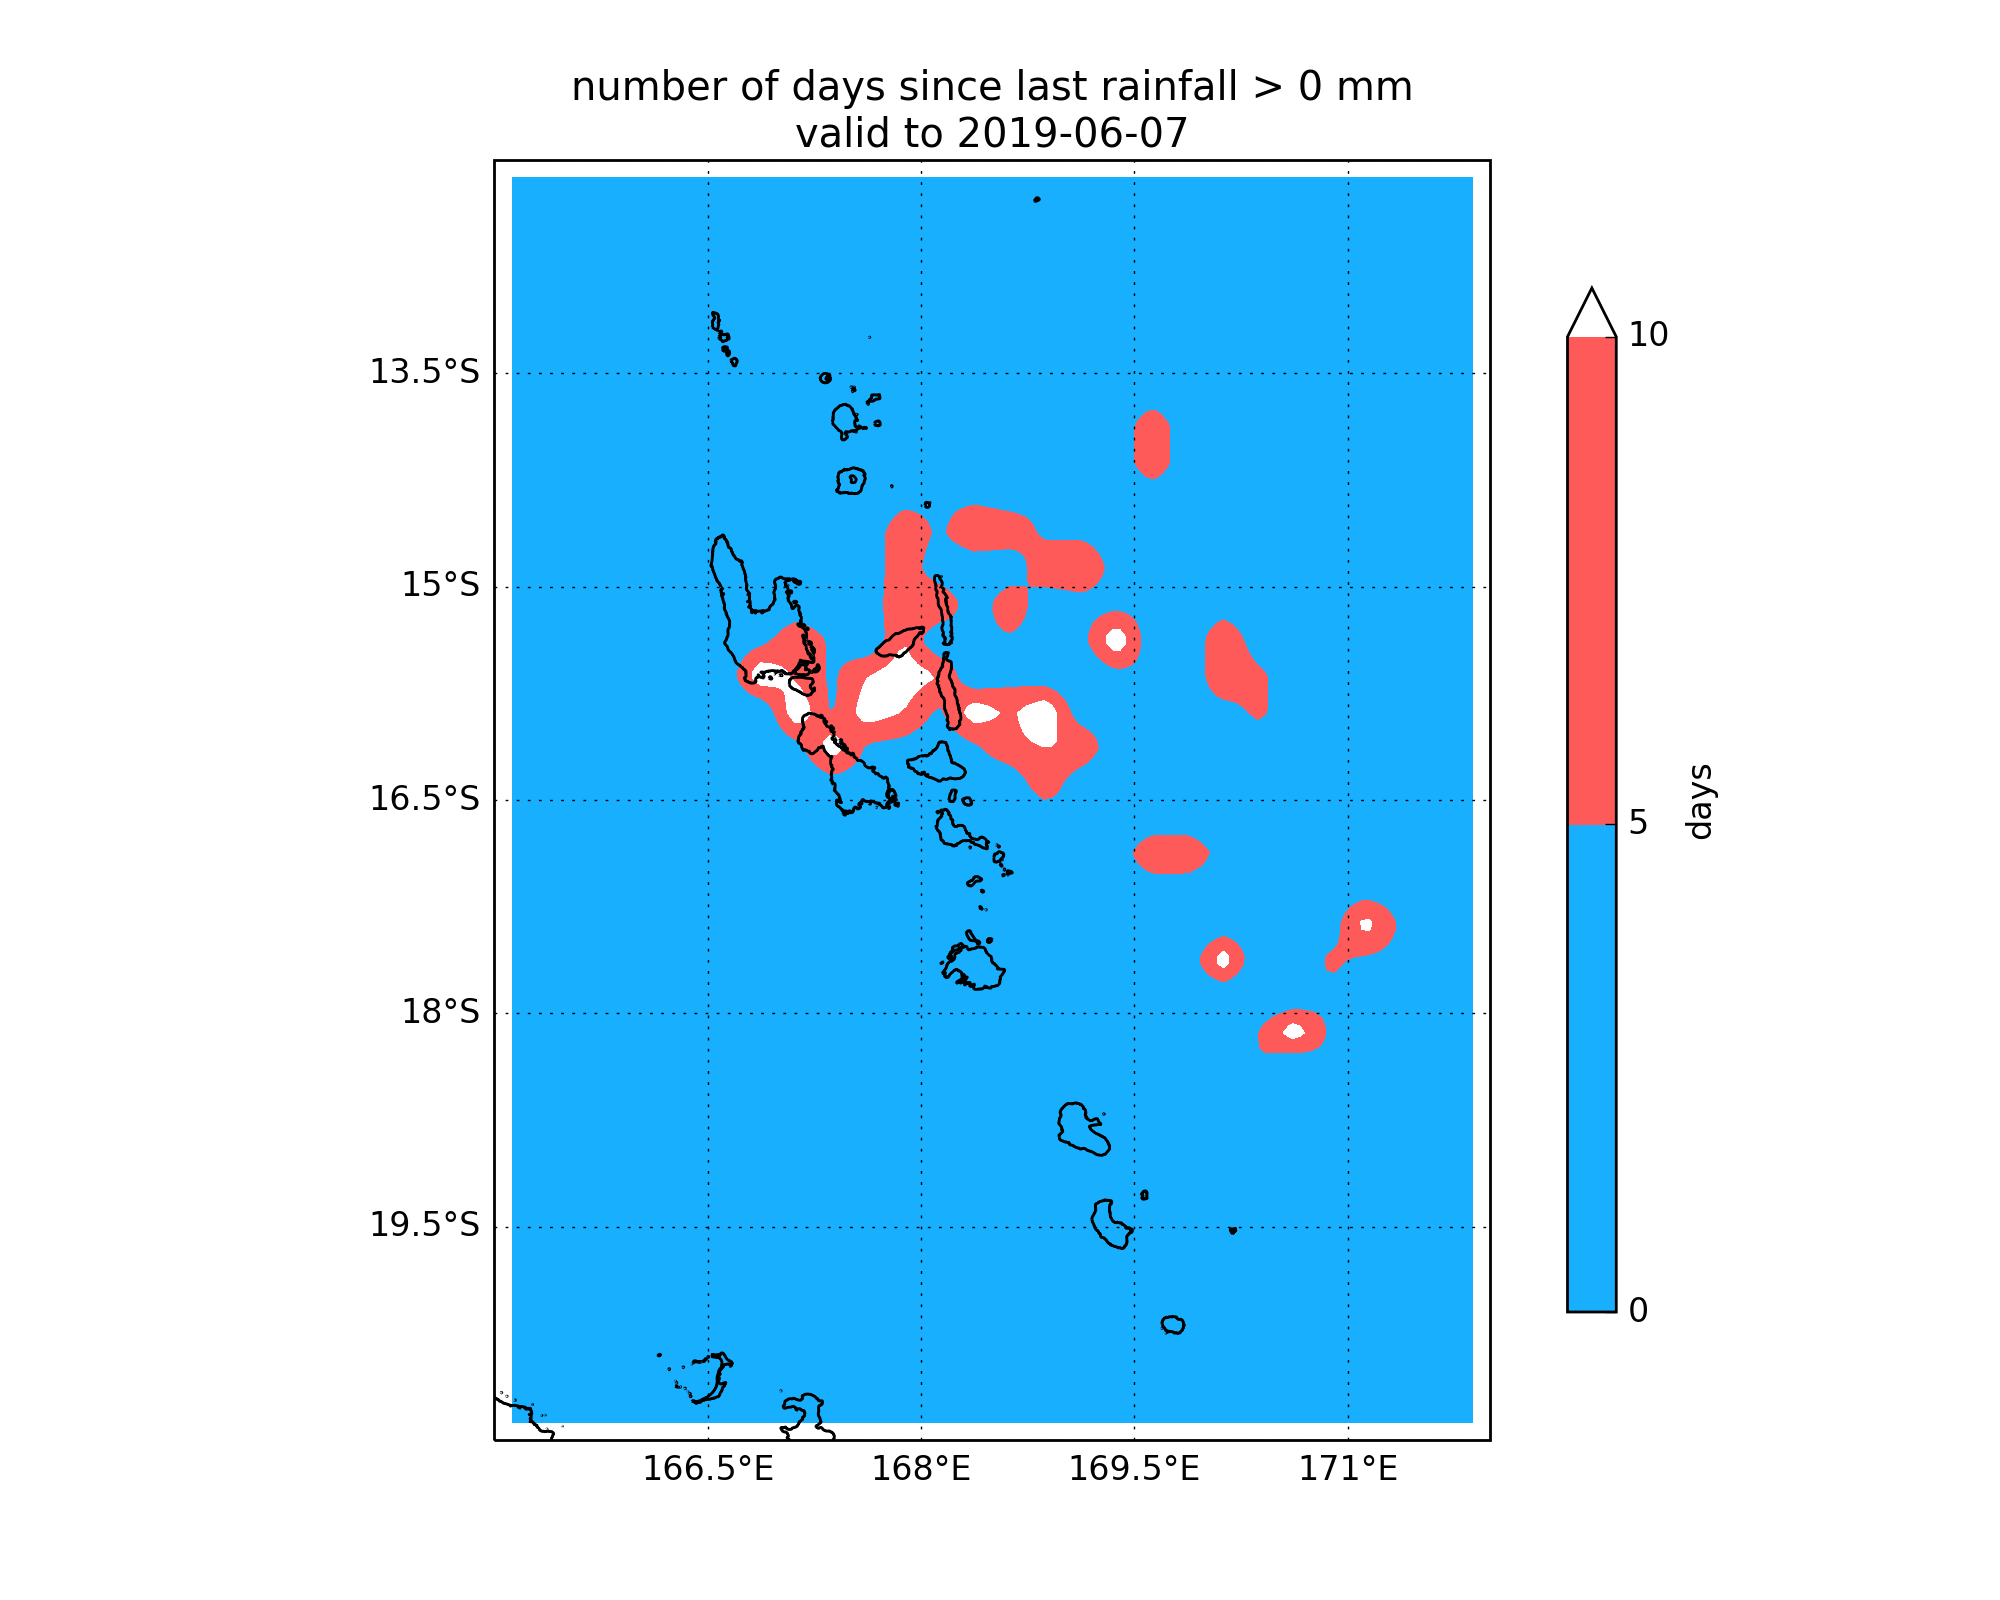 number of days since last rainfall > 0 mm
valid to 2019-06-07
13.5°S
15°S
16.5°S
18°S
19.5°S
166.5°E
168°E
169.5°E
171°E
10
5
0
days